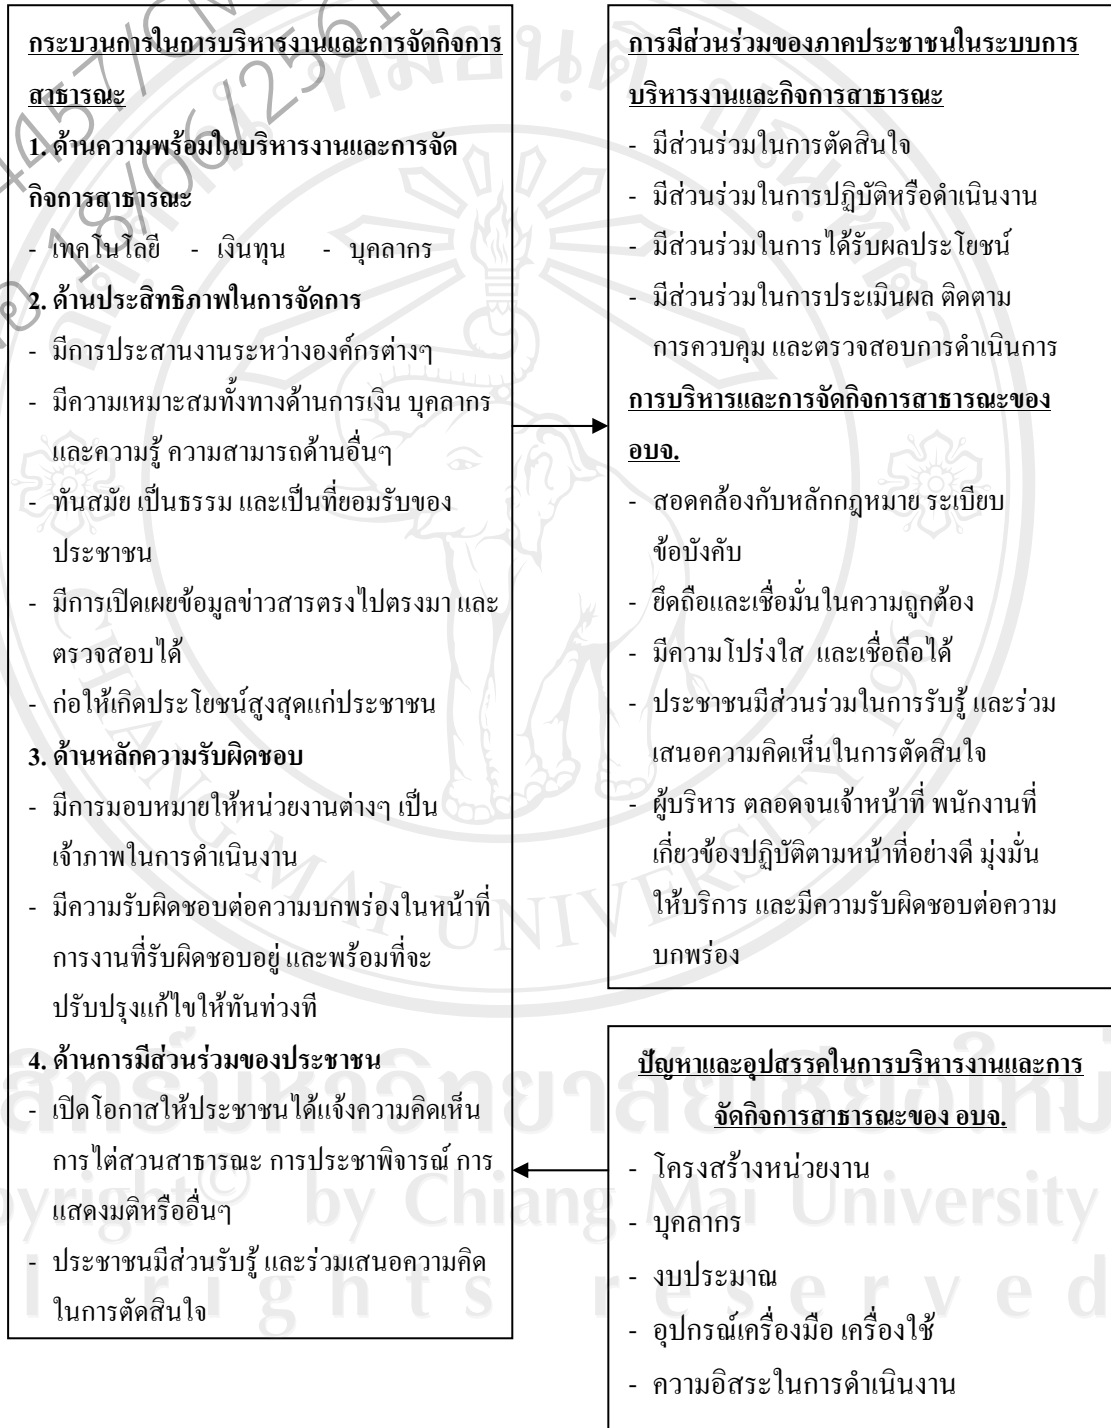 กระบวนการในการบริหารงานและการจัดกิจการ
สาธารณะ
1. ด้านความพร้อมในบริหารงานและการจัด
กิจการสาธารณะ
- เทคโนโลยี - เงินทุน - บุคลากร
2. ด้านประสิทธิภาพในการจัดการ
- มีการประสานงานระหว่างองค์กรต่างๆ
- มีความเหมาะสมทั้งทางด้านการเงิน บุคลากร
และความรู้ ความสามารถด้านอื่นๆ
- ทันสมัย เป็นธรรม และเป็นที่ยอมรับของ
ประชาชน
- มีการเปิดเผยข้อมูลข่าวสารตรงไปตรงมา และ
ตรวจสอบได้
- ก่อให้เกิดประโยชน์สูงสุดแก่ประชาชน
3. ด้านหลักความรับผิดชอบ
- มีการมอบหมายให้หน่วยงานต่างๆ เป็น
เจ้าภาพในการดำเนินงาน
- มีความรับผิดชอบต่อความบกพร่องในหน้าที่
การงานที่รับผิดชอบอยู่ และพร้อมที่จะ
ปรับปรุงแก้ไขให้ทันท่วงที
4. ด้านการมีส่วนร่วมของประชาชน
- เปิดโอกาสให้ประชาชนได้แจ้งความคิดเห็น
การไต่สวนสาธารณะ การประชาพิจารณ์ การ
แสดงมติหรืออื่นๆ
- ประชาชนมีส่วนรับรู้ และร่วมเสนอความคิด
ในการตัดสินใจ
การมีส่วนร่วมของภาคประชาชนในระบบการ
บริหารงานและกิจการสาธารณะ
- มีส่วนร่วมในการตัดสินใจ
- มีส่วนร่วมในการปฏิบัติหรือดำเนินงาน
- มีส่วนร่วมในการได้รับผลประโยชน์
- มีส่วนร่วมในการประเมินผล ติดตาม
การควบคุม และตรวจสอบการดำเนินการ
การบริหารและการจัดกิจการสาธารณะของ
อบจ.
- สอดคล้องกับหลักกฎหมาย ระเบียบ
ข้อบังคับ
- ยึดถือและเชื่อมั่นในความถูกต้อง
- มีความโปร่งใส และเชื่อถือได้
- ประชาชนมีส่วนร่วมในการรับรู้ และร่วม
เสนอความคิดเห็นในการตัดสินใจ
- ผู้บริหาร ตลอดจนเจ้าหน้าที่ พนักงานที่
เกี่ยวข้องปฏิบัติตามหน้าที่อย่างดี มุ่งมั่น
ให้บริการ และมีความรับผิดชอบต่อความ
บกพร่อง
ปัญหาและอุปสรรคในการบริหารงานและการ
จัดกิจการสาธารณะของ อบจ.
- โครงสร้างหน่วยงาน
- บุคลากร
- งบประมาณ
- อุปกรณ์เครื่องมือ เครื่องใช้
- ความอิสระในการดำเนินงาน
18/06/2561
CHIANG MAI UNIVERSITY 1964
by Chiang Mai University
rights reserved